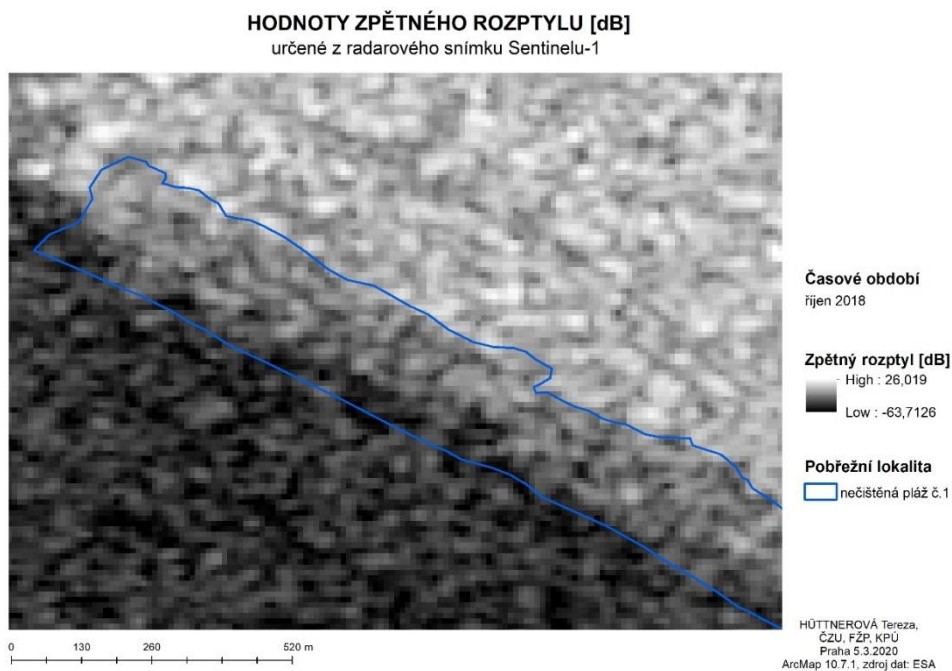 HODNOTY ZPĚTNÉHO ROZPTYLU [dB]
určené z radarového snímku Sentinelu-1
Časové období
říjen 2018
Zpětný rozptyl [dB]
High : 26,019
Low : -63,7126
Pobřežní lokalita
nečištěná pláž č.1
0 130 260 520 m
HÜTTNEROVÁ Tereza,
ČZU, FŽP, KPÚ
Praha 5.3.2020
ArcMap 10.7.1, zdroj dat: ESA